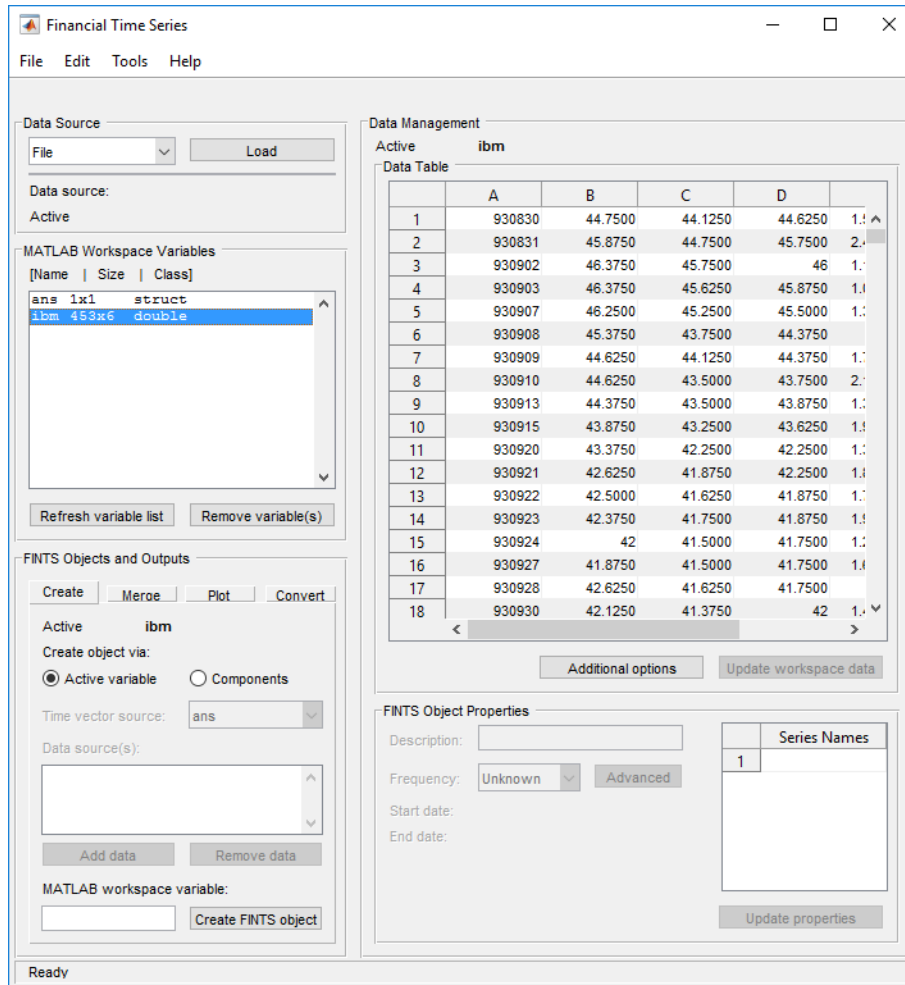 Financial Time Series
File Edit Tools Help
Data Source
File
Load
Data source:
Active
MATLAB Workspace Variables
[Name | Size | Class]
ans 1x1 struct
ibm 453x6 double
Refresh variable list
Remove variable(s)
FINTS Objects and Outputs
Create Merge Plot Convert
Active ibm
Create object via:
Active variable Components
Time vector source: ans
Data source(s):
Add data Remove data
MATLAB workspace variable:
Create FINTS object
Data Management
Active ibm
Data Table
A B C D
1 930830 44.7500 44.1250 44.6250
2 930831 45.8750 44.7500 45.7500
3 930902 46.3750 45.7500 46
4 930903 46.3750 45.6250 45.8750
5 930907 46.2500 45.2500 45.5000
6 930908 45.3750 43.7500 44.3750
7 930909 44.6250 44.1250 44.3750
8 930910 44.6250 43.5000 43.7500
9 930913 44.3750 43.5000 43.8750
10 930915 43.8750 43.2500 43.6250
11 930920 43.3750 42.2500 42.2500
12 930921 42.6250 41.8750 42.2500
13 930922 42.5000 41.6250 41.8750
14 930923 42.3750 41.7500 41.8750
15 930924 42 41.5000 41.7500
16 930927 41.8750 41.5000 41.7500
17 930928 42.6250 41.6250 41.7500
18 930930 42.1250 41.3750 42
Additional options
Update workspace data
FINTS Object Properties
Description:
Frequency: Unknown Advanced
Start date:
End date:
Series Names
1
Update properties
Ready